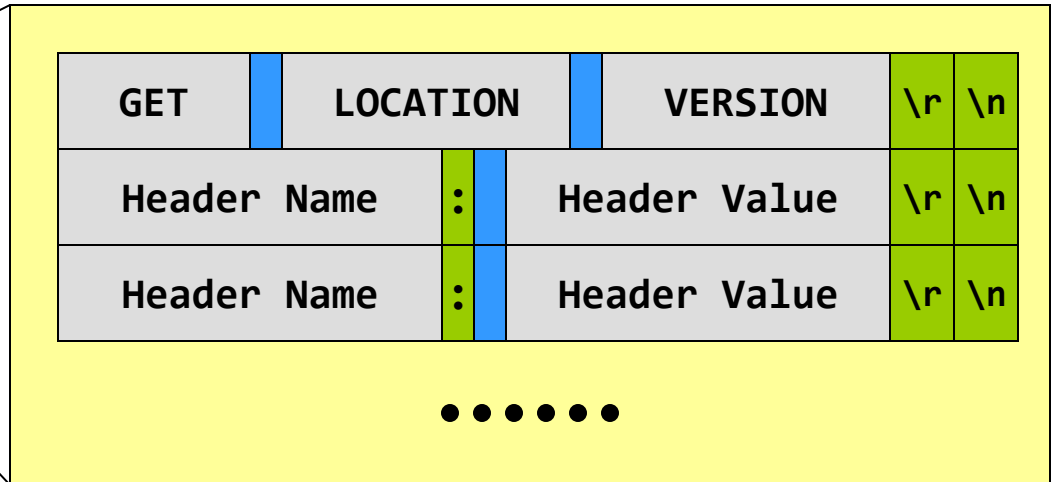 GET LOCATION VERSION \r \n
Header Name : Header Value \r \n
Header Name : Header Value \r \n
••••••